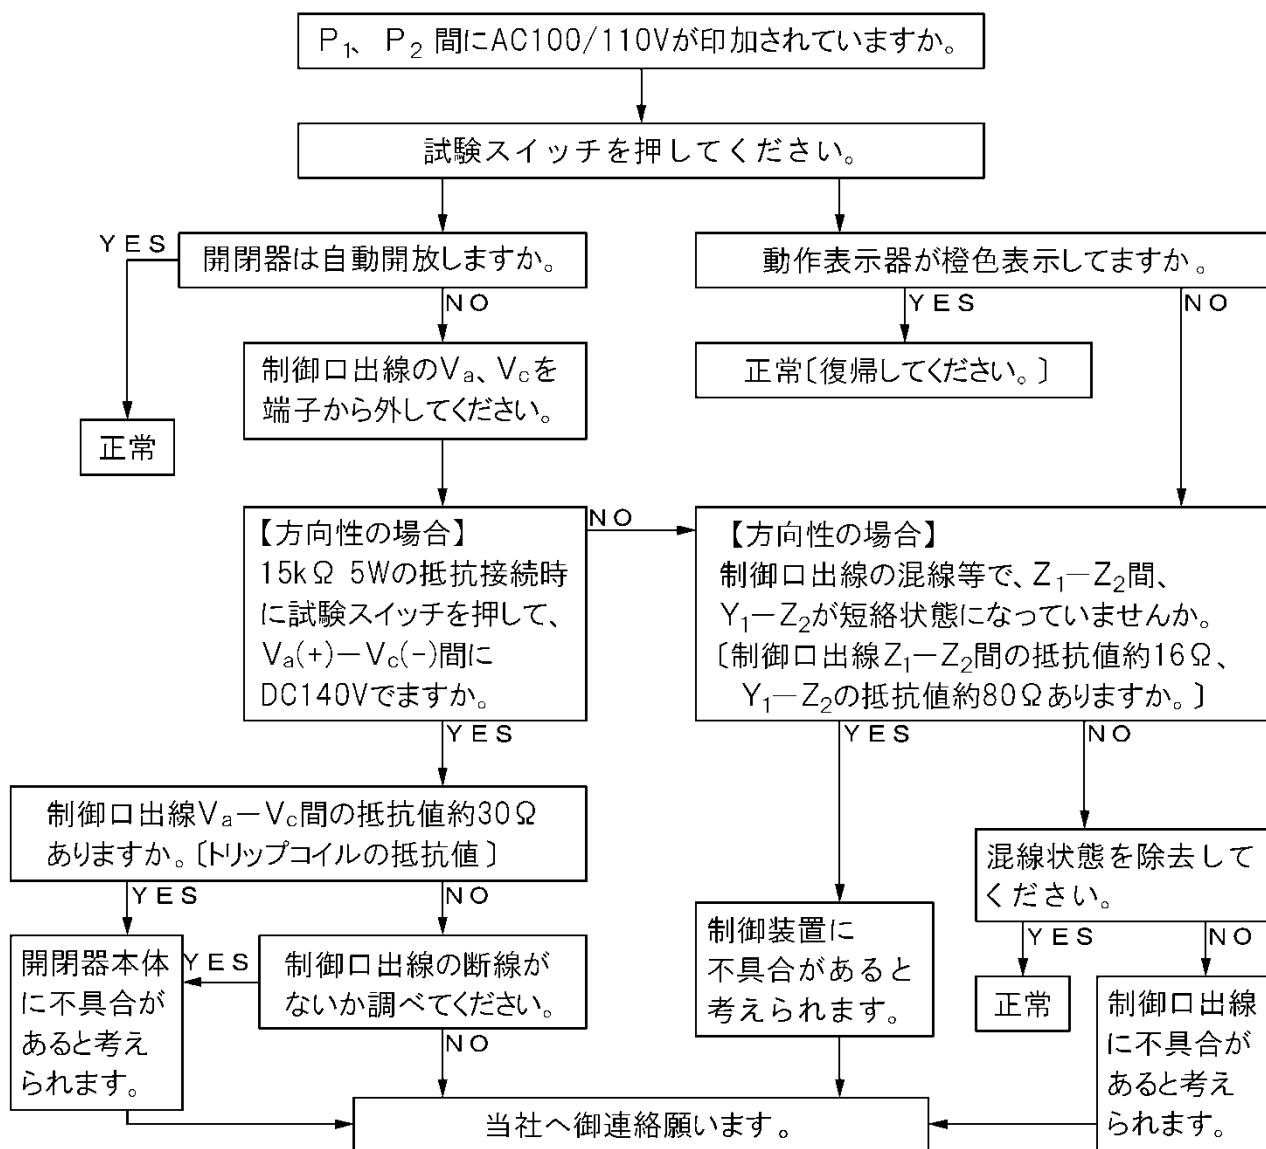 P₁、P₂間にAC100/110Vが印加されていますか。
試験スイッチを押してください。
YES
開閉器は自動開放しますか。
動作表示器が橙色表示してますか。
NO
YES
NO
制御口出線のVa、Vcを
端子から外してください。
正常〔復帰してください。〕
正常
【方向性の場合】
15kΩ 5Wの抵抗接続時
に試験スイッチを押して、
Va(+)−Vc(-)間に
DC140Vでますか。
NO
【方向性の場合】
制御口出線の混線等で、Z₁−Z₂間、
Y₁−Z₂が短絡状態になっていませんか。
〔制御口出線Z₁−Z₂間の抵抗値約16Ω、
Y₁−Z₂の抵抗値約80Ωありますか。〕
YES
YES
NO
制御口出線Va−Vc間の抵抗値約30Ω
ありますか。〔トリップコイルの抵抗値〕
混線状態を除去して
ください。
YES
NO
YES
NO
開閉器本体
に不具合が
あると考え
られます。
YES
制御口出線の断線が
ないか調べてください。
NO
制御装置に
不具合があると
考えられます。
正常
制御口出線
に不具合が
あると考え
られます。
当社へ御連絡願います。